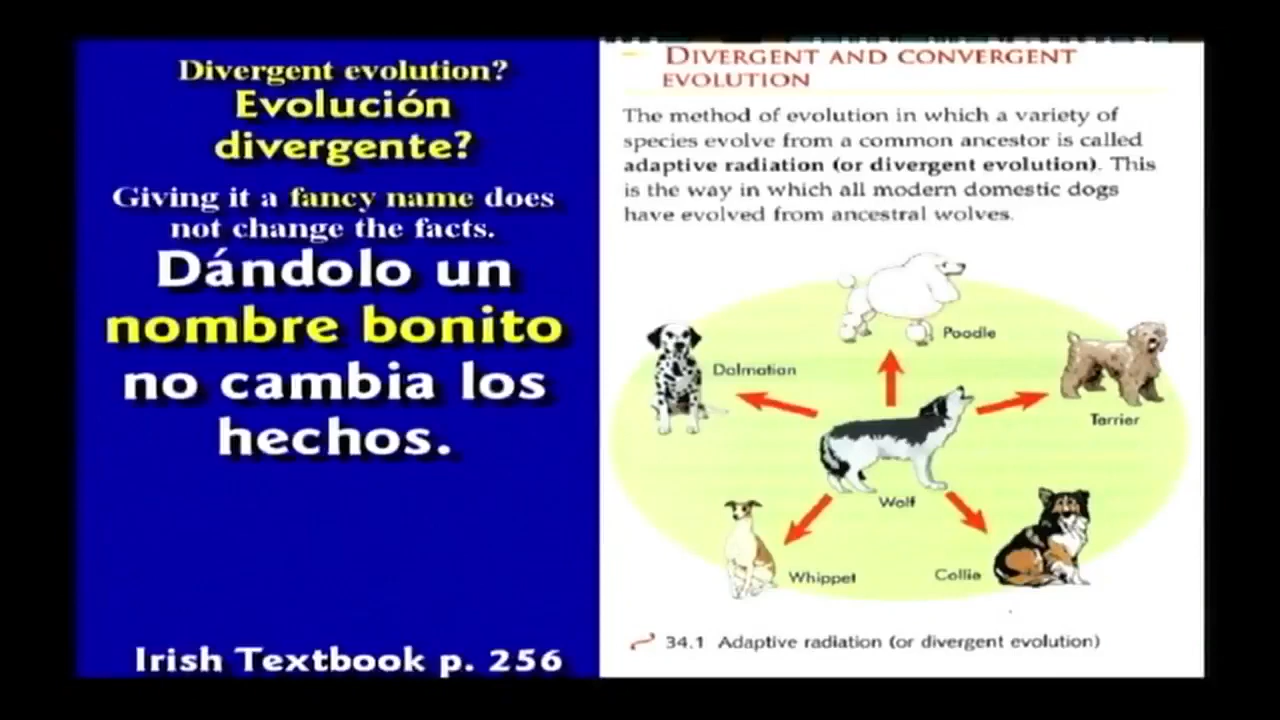 Divergent evolution?
Evolución
divergente?
Giving it a fancy name does
not change the facts.
Dándolo un
nombre bonito
no cambia los
hechos.
Irish Textbook p. 256
DIVERGENT AND CONVERGENT
EVOLUTION
The method of evolution in which a variety of
species evolve from a common ancestor is called
adaptive radiation (or divergent evolution). This
is the way in which all modern domestic dogs
have evolved from ancestral wolves.
Poodle
Dalmatian
Terrier
Wolf
Whippet
Collie
34.1 Adaptive radiation (or divergent evolution)